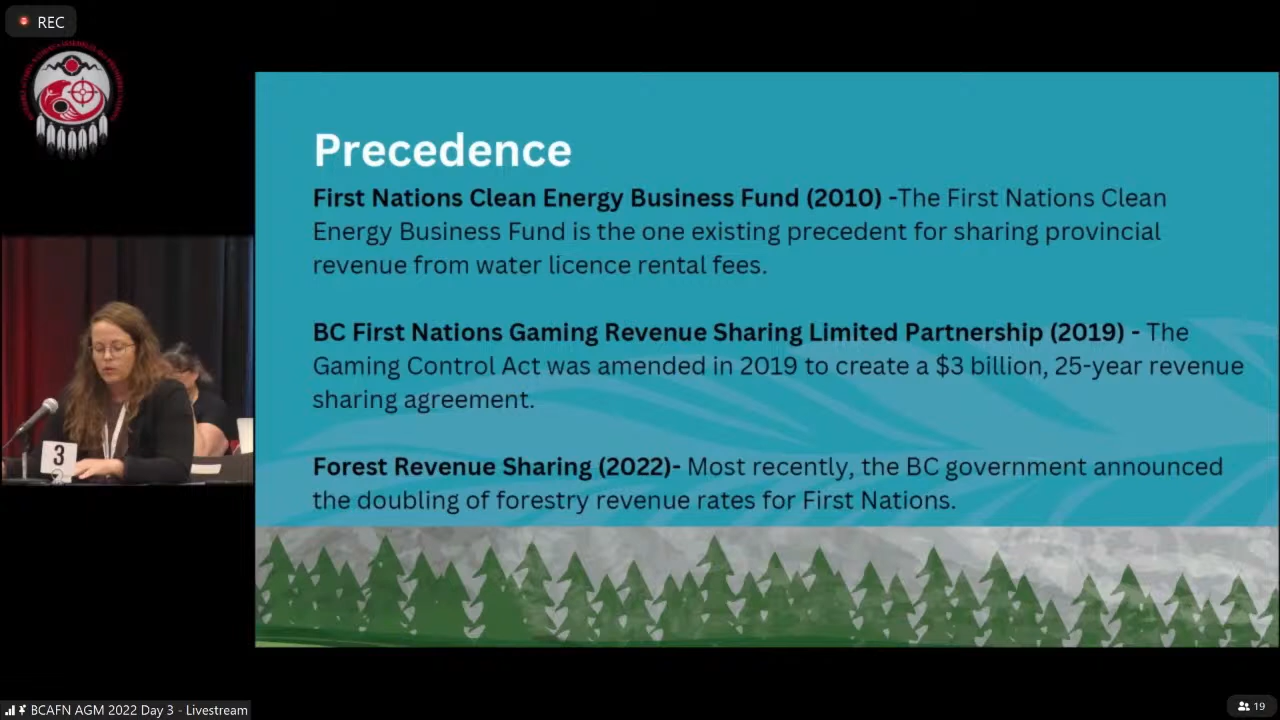 REC
Precedence
First Nations Clean Energy Business Fund (2010) -The First Nations Clean
Energy Business Fund is the one existing precedent for sharing provincial
revenue from water licence rental fees.
BC First Nations Gaming Revenue Sharing Limited Partnership (2019) - The
Gaming Control Act was amended in 2019 to create a $3 billion, 25-year revenue
sharing agreement.
Forest Revenue Sharing (2022)- Most recently, the BC government announced
the doubling of forestry revenue rates for First Nations.
3
BCAFN AGM 2022 Day 3 - Livestream
19